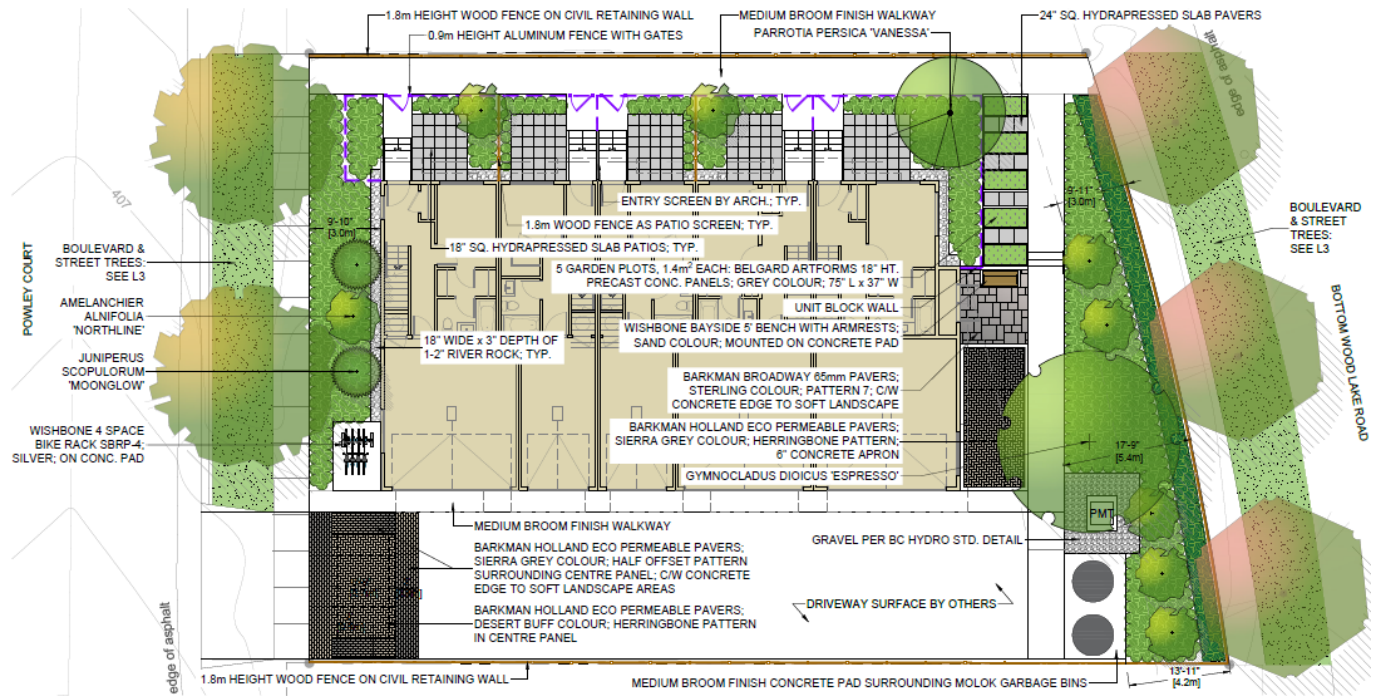 1.8m HEIGHT WOOD FENCE ON CIVIL RETAINING WALL
0.9m HEIGHT ALUMINUM FENCE WITH GATES
MEDIUM BROOM FINISH WALKWAY
PARROTIA PERSICA 'VANESSA'
24" SQ. HYDRAPRESSED SLAB PAVERS
edge of asphalt
407
9'-10"
[3.0m]
9'-11"
[3.0m]
POWLEY COURT
BOULEVARD &
STREET TREES:
SEE L3
AMELANCHIER
ALNIFOLIA
'NORTHLINE'
JUNIPERUS
SCOPULORUM
'MOONGLOW'
WISHBONE 4 SPACE
BIKE RACK SBRP-4;
SILVER; ON CONC. PAD
ENTRY SCREEN BY ARCH.; TYP.
1.8m WOOD FENCE AS PATIO SCREEN; TYP.
18" SQ. HYDRAPRESSED SLAB PATIOS; TYP.
5 GARDEN PLOTS, 1.4m² EACH: BELGARD ARTFORMS 18" HT.
PRECAST CONC. PANELS; GREY COLOUR; 75" L x 37" W
UNIT BLOCK WALL
WISHBONE BAYSIDE 5' BENCH WITH ARMRESTS;
SAND COLOUR; MOUNTED ON CONCRETE PAD
18" WIDE x 3" DEPTH OF
1-2" RIVER ROCK; TYP.
BARKMAN BROADWAY 65mm PAVERS;
STERLING COLOUR; PATTERN 7; C/W
CONCRETE EDGE TO SOFT LANDSCAPE
BARKMAN HOLLAND ECO PERMEABLE PAVERS;
SIERRA GREY COLOUR; HERRINGBONE PATTERN;
6" CONCRETE APRON
GYMNOCLADUS DIOICUS 'ESPRESSO'
BOULEVARD
& STREET
TREES:
SEE L3
BOTTOM WOOD LAKE ROAD
17'-9"
[5.4m]
PMT
MEDIUM BROOM FINISH WALKWAY
GRAVEL PER BC HYDRO STD. DETAIL
BARKMAN HOLLAND ECO PERMEABLE PAVERS;
SIERRA GREY COLOUR; HALF OFFSET PATTERN
SURROUNDING CENTRE PANEL; C/W CONCRETE
EDGE TO SOFT LANDSCAPE AREAS
BARKMAN HOLLAND ECO PERMEABLE PAVERS;
DESERT BUFF COLOUR; HERRINGBONE PATTERN
IN CENTRE PANEL
DRIVEWAY SURFACE BY OTHERS
edge of asphalt
1.8m HEIGHT WOOD FENCE ON CIVIL RETAINING WALL
MEDIUM BROOM FINISH CONCRETE PAD SURROUNDING MOLOK GARBAGE BINS
13'-11"
[4.2m]